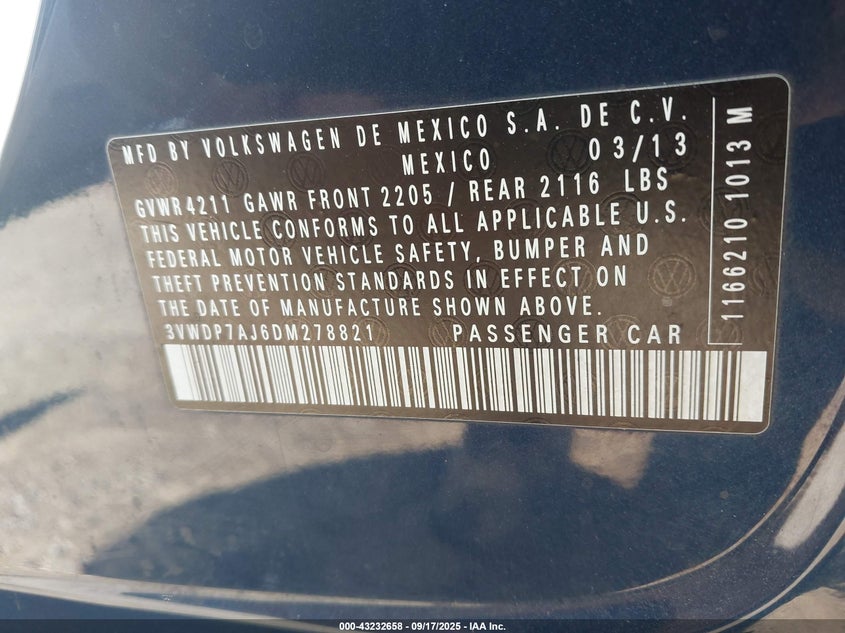 MFD BY VOLKSWAGEN DE MEXICO S.A. DE C.V.
MEXICO 03/13
GVWR4211 GAWR FRONT 2205 / REAR 2116 LBS
THIS VEHICLE CONFORMS TO ALL APPLICABLE U.S.
FEDERAL MOTOR VEHICLE SAFETY, BUMPER AND
THEFT PREVENTION STANDARDS IN EFFECT ON
THE DATE OF MANUFACTURE SHOWN ABOVE.
3VWDP7AJ6DM278821 PASSENGER CAR
1166210 1013 M
000-43232658 - 09/17/2025 - IAA Inc.